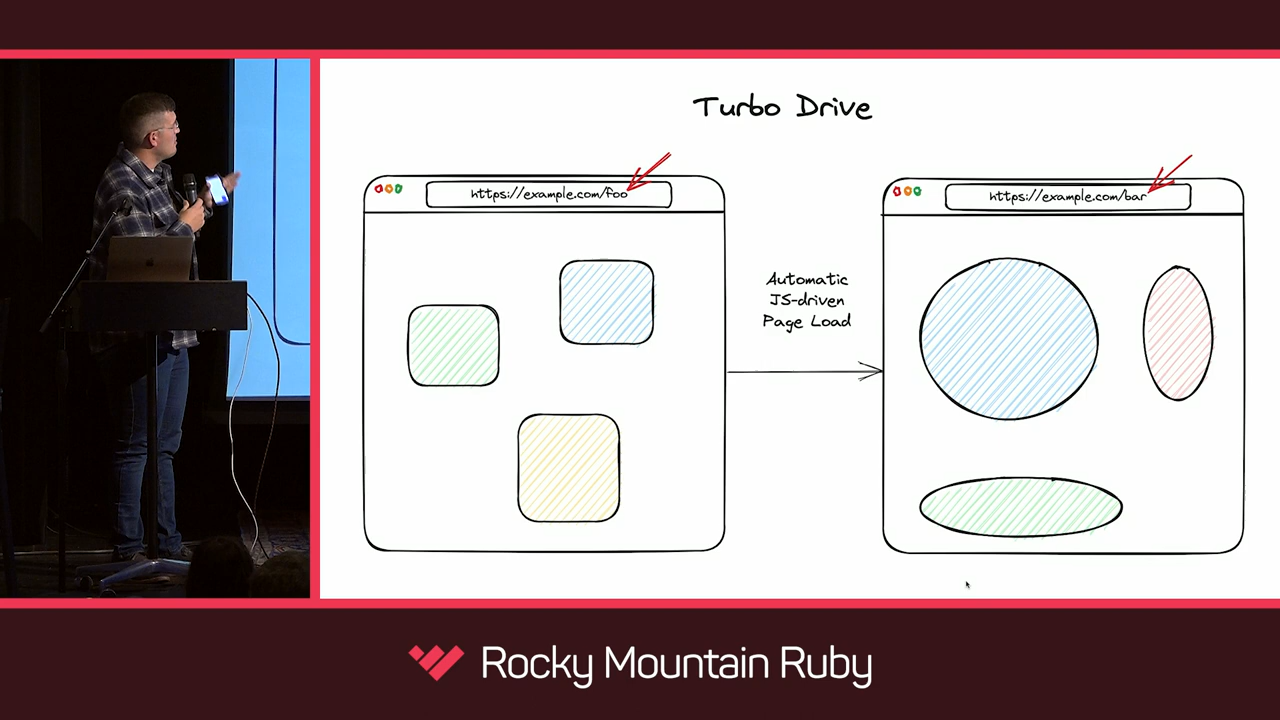 Turbo Drive
https://example.com/foo
https://example.com/bar
Automatic
JS-driven
Page Load
Rocky Mountain Ruby